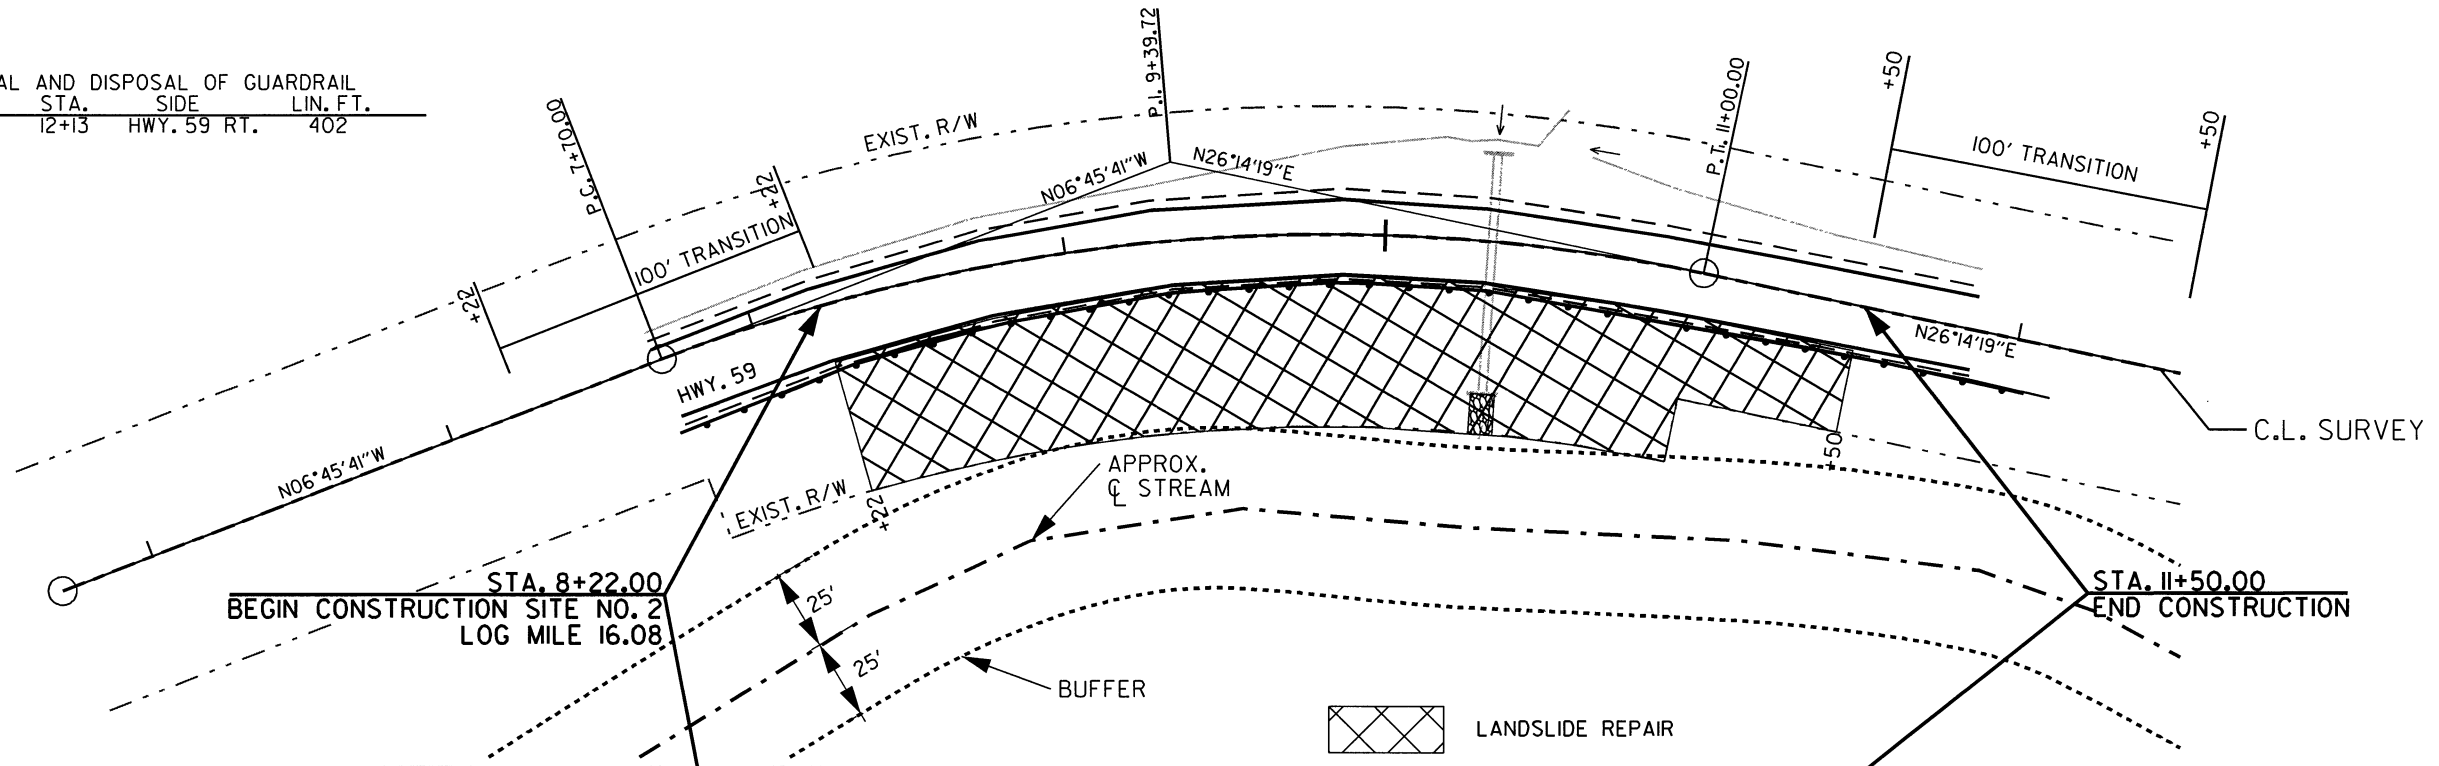 AL AND DISPOSAL OF GUARDRAIL
STA. SIDE LIN. FT.
12+13 HWY. 59 RT. 402
P.C. 7+70.00
+22
100' TRANSITION
+22
EXIST. R/W
P.I. 9+39.72
N06°45'41"W
N26°14'19"E
P.T. 11+00.00
+50
100' TRANSITION
+50
HWY. 59
N06°45'41"W
N26°14'19"E
C.L. SURVEY
EXIST. R/W
+22
+50
APPROX.
℄ STREAM
STA. 8+22.00
BEGIN CONSTRUCTION SITE NO. 2
LOG MILE 16.08
STA. 11+50.00
END CONSTRUCTION
25'
25'
BUFFER
LANDSLIDE REPAIR